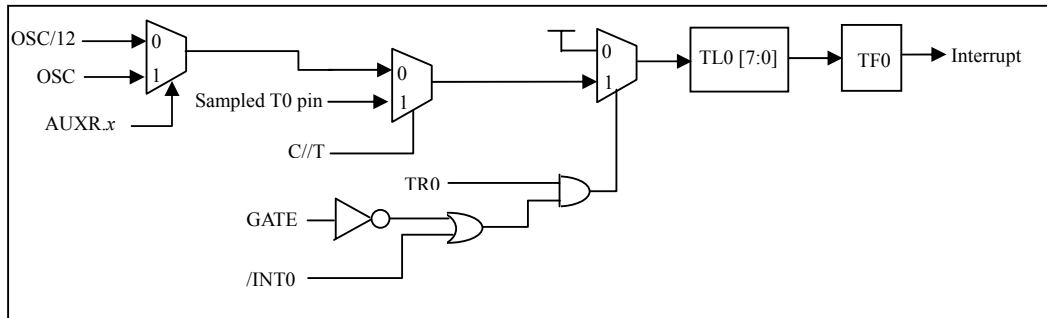 OSC/12
0
OSC
1
AUXR.x
0
Sampled T0 pin
1
C//T
0
1
TL0 [7:0]
TF0
Interrupt
TR0
GATE
/INT0